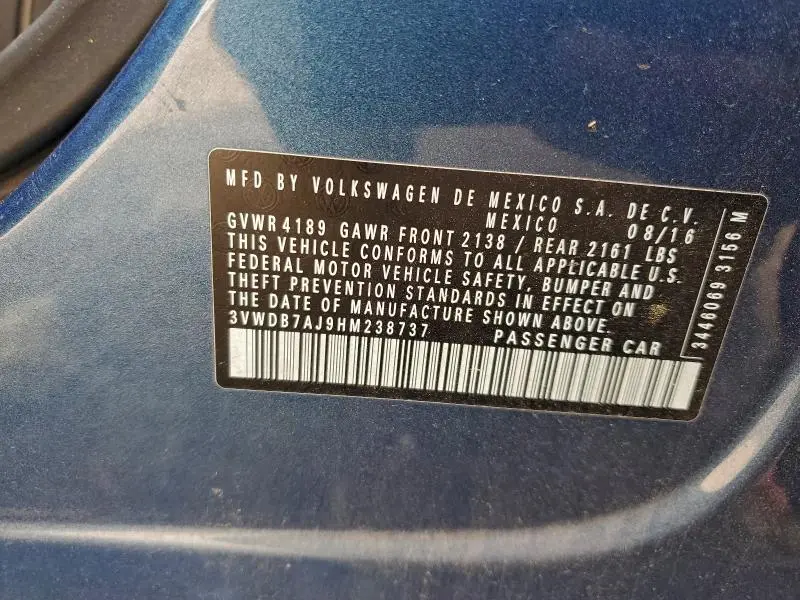 MFD BY VOLKSWAGEN DE MEXICO S.A. DE C.V.
MEXICO 08/16
GVWR 4189 GAWR FRONT 2138 / REAR 2161 LBS
THIS VEHICLE CONFORMS TO ALL APPLICABLE U.S.
FEDERAL MOTOR VEHICLE SAFETY, BUMPER AND
THEFT PREVENTION STANDARDS IN EFFECT ON
THE DATE OF MANUFACTURE SHOWN ABOVE.
3VWDB7AJ9HM238737 PASSENGER CAR
3446069 3156 M